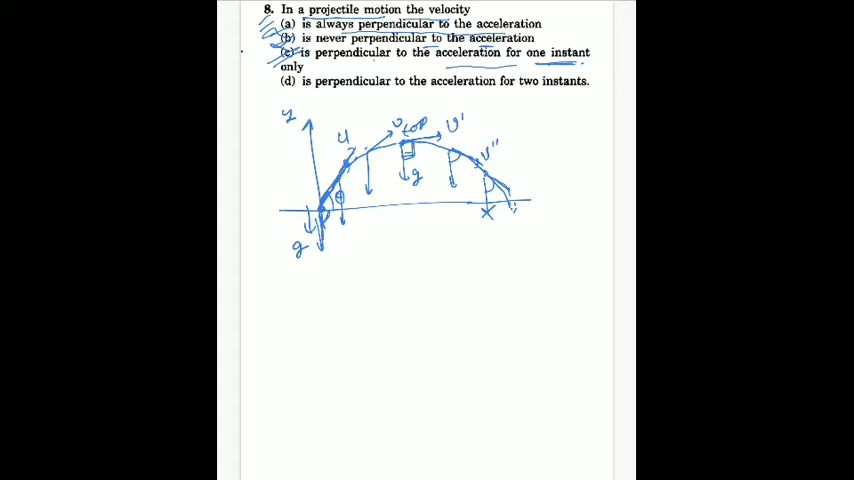 8. In a projectile motion the velocity
(a) is always perpendicular to the acceleration
(b) is never perpendicular to the acceleration
(c) is perpendicular to the acceleration for one instant
only
(d) is perpendicular to the acceleration for two instants.
y u v top v' v''
g
θ
x
g